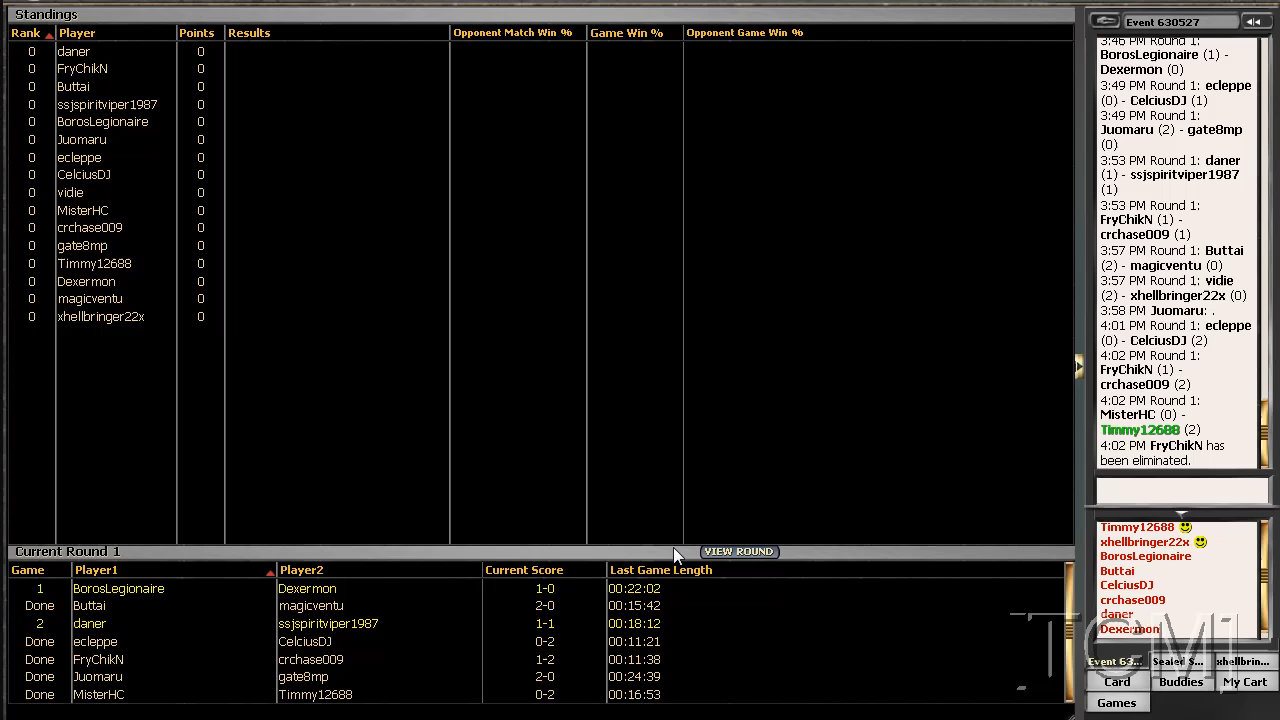 Standings
Event 630527
Rank Player Points Results Opponent Match Win % Game Win % Opponent Game Win %
0 daner 0
0 FryChikN 0
0 Buttai 0
0 ssjspiritviper1987 0
0 BorosLegionaire 0
0 Juomaru 0
0 ecleppe 0
0 CelciusDJ 0
0 vidie 0
0 MisterHC 0
0 crchase009 0
0 gate8mp 0
0 Timmy12688 0
0 Dexermon 0
0 magicventu 0
0 xhellbringer22x 0
3:46 PM Round 1:
BorosLegionaire (1) -
Dexermon (0)
3:49 PM Round 1: ecleppe
(0) - CelciusDJ (1)
3:49 PM Round 1:
Juomaru (2) - gate8mp
(0)
3:53 PM Round 1: daner
(1) - ssjspiritviper1987
(1)
3:53 PM Round 1:
FryChikN (1) -
crchase009 (1)
3:57 PM Round 1: Buttai
(2) - magicventu (0)
3:57 PM Round 1: vidie
(2) - xhellbringer22x (0)
3:58 PM Juomaru: .
4:01 PM Round 1: ecleppe
(0) - CelciusDJ (2)
4:02 PM Round 1:
FryChikN (1) -
crchase009 (2)
4:02 PM Round 1:
MisterHC (0) -
Timmy12688 (2)
4:02 PM FryChikN has
been eliminated.
Current Round 1 VIEW ROUND
Game Player1 Player2 Current Score Last Game Length
1 BorosLegionaire Dexermon 1-0 00:22:02
Done Buttai magicventu 2-0 00:15:42
2 daner ssjspiritviper1987 1-1 00:18:12
Done ecleppe CelciusDJ 0-2 00:11:21
Done FryChikN crchase009 1-2 00:11:38
Done Juomaru gate8mp 2-0 00:24:39
Done MisterHC Timmy12688 0-2 00:16:53
Timmy12688
xhellbringer22x
BorosLegionaire
Buttai
CelciusDJ
crchase009
daner
Dexermon
Event 63... Sealed S... xhellbrin...
Card Buddies My Cart
Games